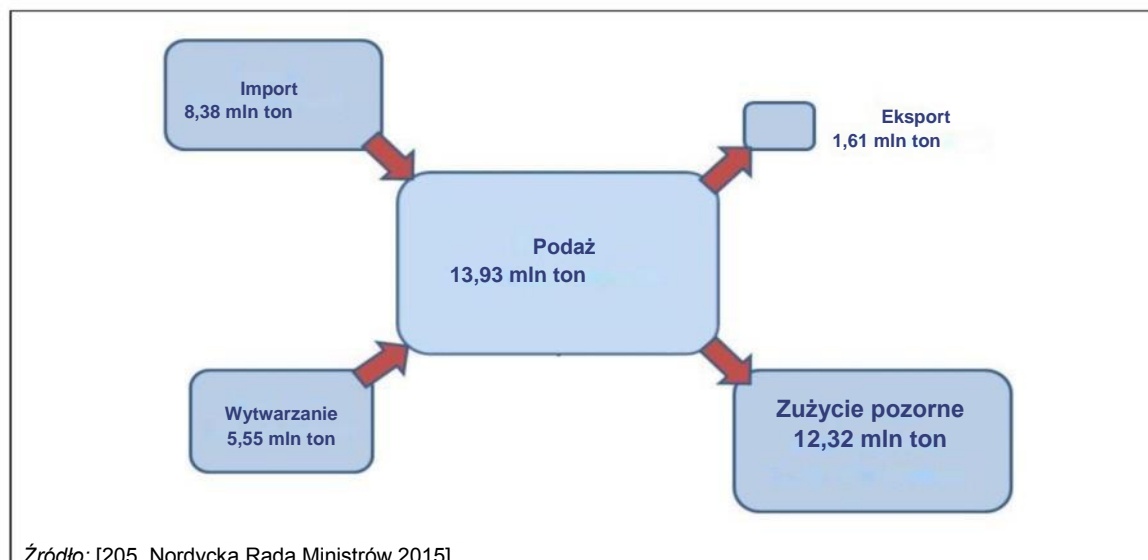 Import
8,38 mln ton
Eksport
1,61 mln ton
Podaż
13,93 mln ton
Wytwarzanie
5,55 mln ton
Zużycie pozorne
12,32 mln ton
Źródło: [205, Nordycka Rada Ministrów 2015]